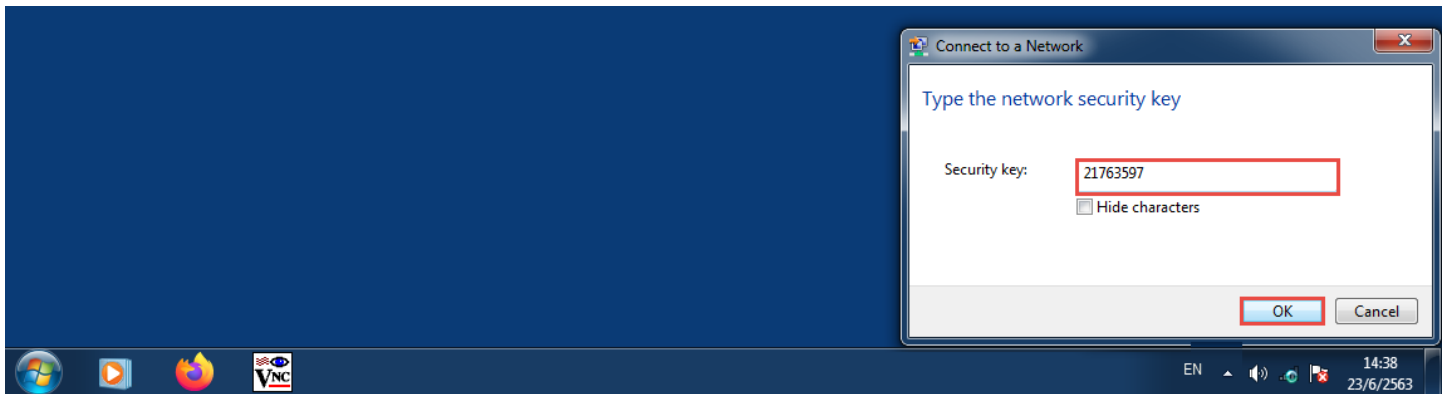 Connect to a Network
Type the network security key
Security key:
21763597
Hide characters
OK
Cancel
VNC
EN
14:38
23/6/2563